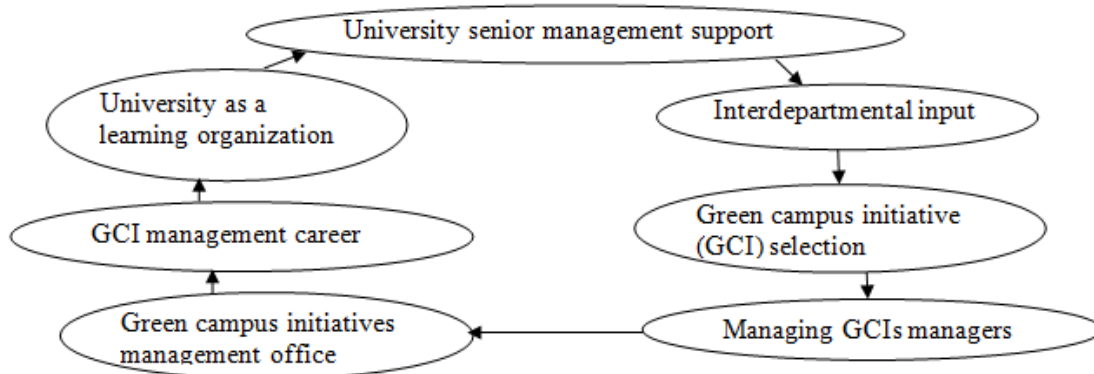 University senior management support
Interdepartmental input
Green campus initiative
(GCI) selection
Managing GCIs managers
Green campus initiatives
management office
GCI management career
University as a
learning organization